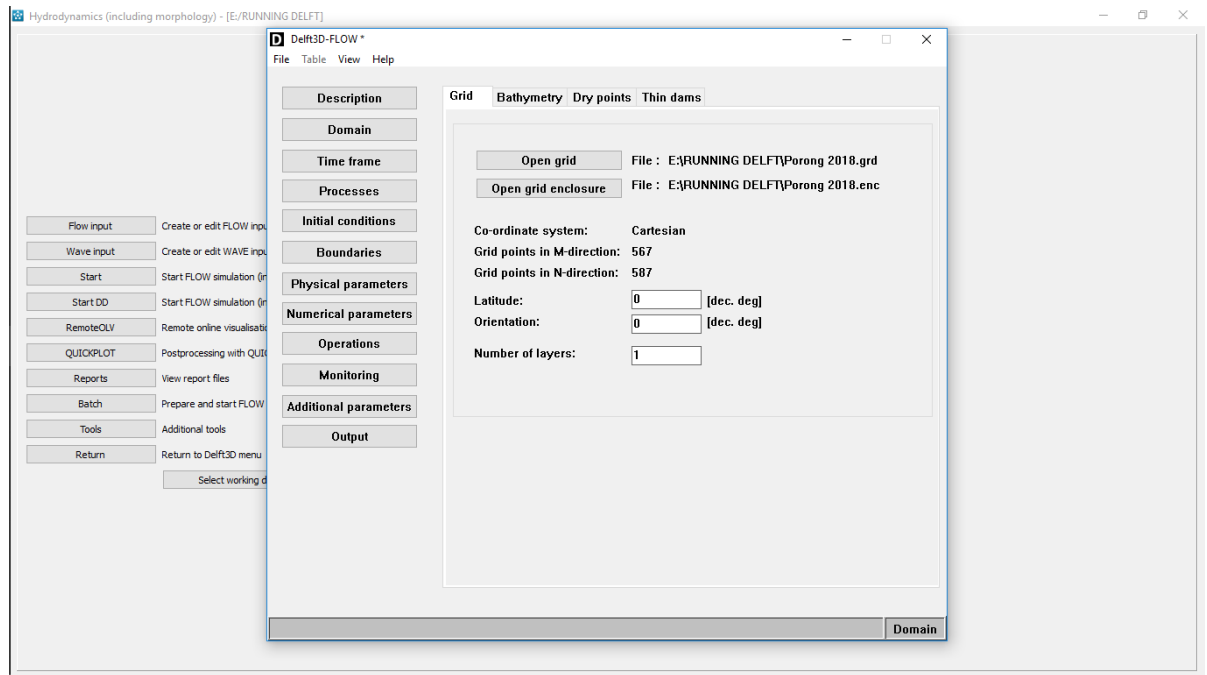 Hydrodynamics (including morphology) - [E:/RUNNING DELFT]
Delft3D-FLOW *
File Table View Help
Description
Domain
Time frame
Processes
Initial conditions
Boundaries
Physical parameters
Numerical parameters
Operations
Monitoring
Additional parameters
Output
Grid Bathymetry Dry points Thin dams
Open grid File : E:\RUNNING DELFT\Porong 2018.grd
Open grid enclosure File : E:\RUNNING DELFT\Porong 2018.enc
Co-ordinate system: Cartesian
Grid points in M-direction: 567
Grid points in N-direction: 587
Latitude: 0 [dec. deg]
Orientation: 0 [dec. deg]
Number of layers: 1
Domain
Flow input Create or edit FLOW inpu
Wave input Create or edit WAVE inpu
Start Start FLOW simulation (in
Start DD Start FLOW simulation (in
RemoteOLV Remote online visualisatio
QUICKPLOT Postprocessing with QUIC
Reports View report files
Batch Prepare and start FLOW
Tools Additional tools
Return Return to Delft3D menu
Select working d